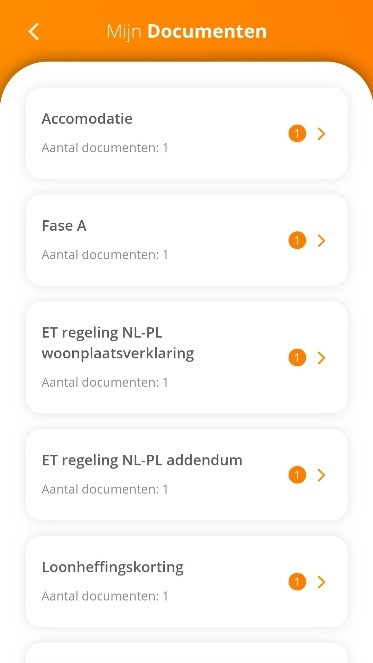 Mijn Documenten
Accomodatie
1
Aantal documenten: 1
Fase A
1
Aantal documenten: 1
ET regeling NL-PL
woonplaatsverklaring
1
Aantal documenten: 1
ET regeling NL-PL addendum
1
Aantal documenten: 1
Loonheffingskorting
1
Aantal documenten: 1